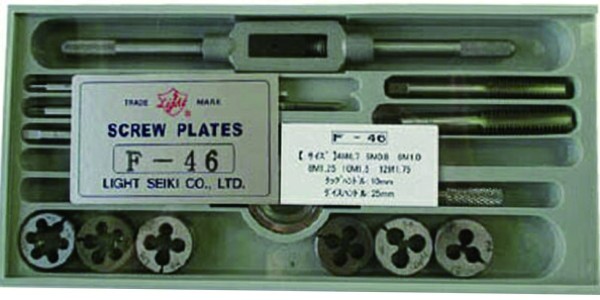 TRADE Light MARK
®
SCREW PLATES
F-46
LIGHT SEIKI CO., LTD.
F-46
【サイズ】4M0.7 5M0.8 6M1.0
8M1.25 10M1.5 12M1.75
タップハンドル:10mm
ダイスハンドル:25mm